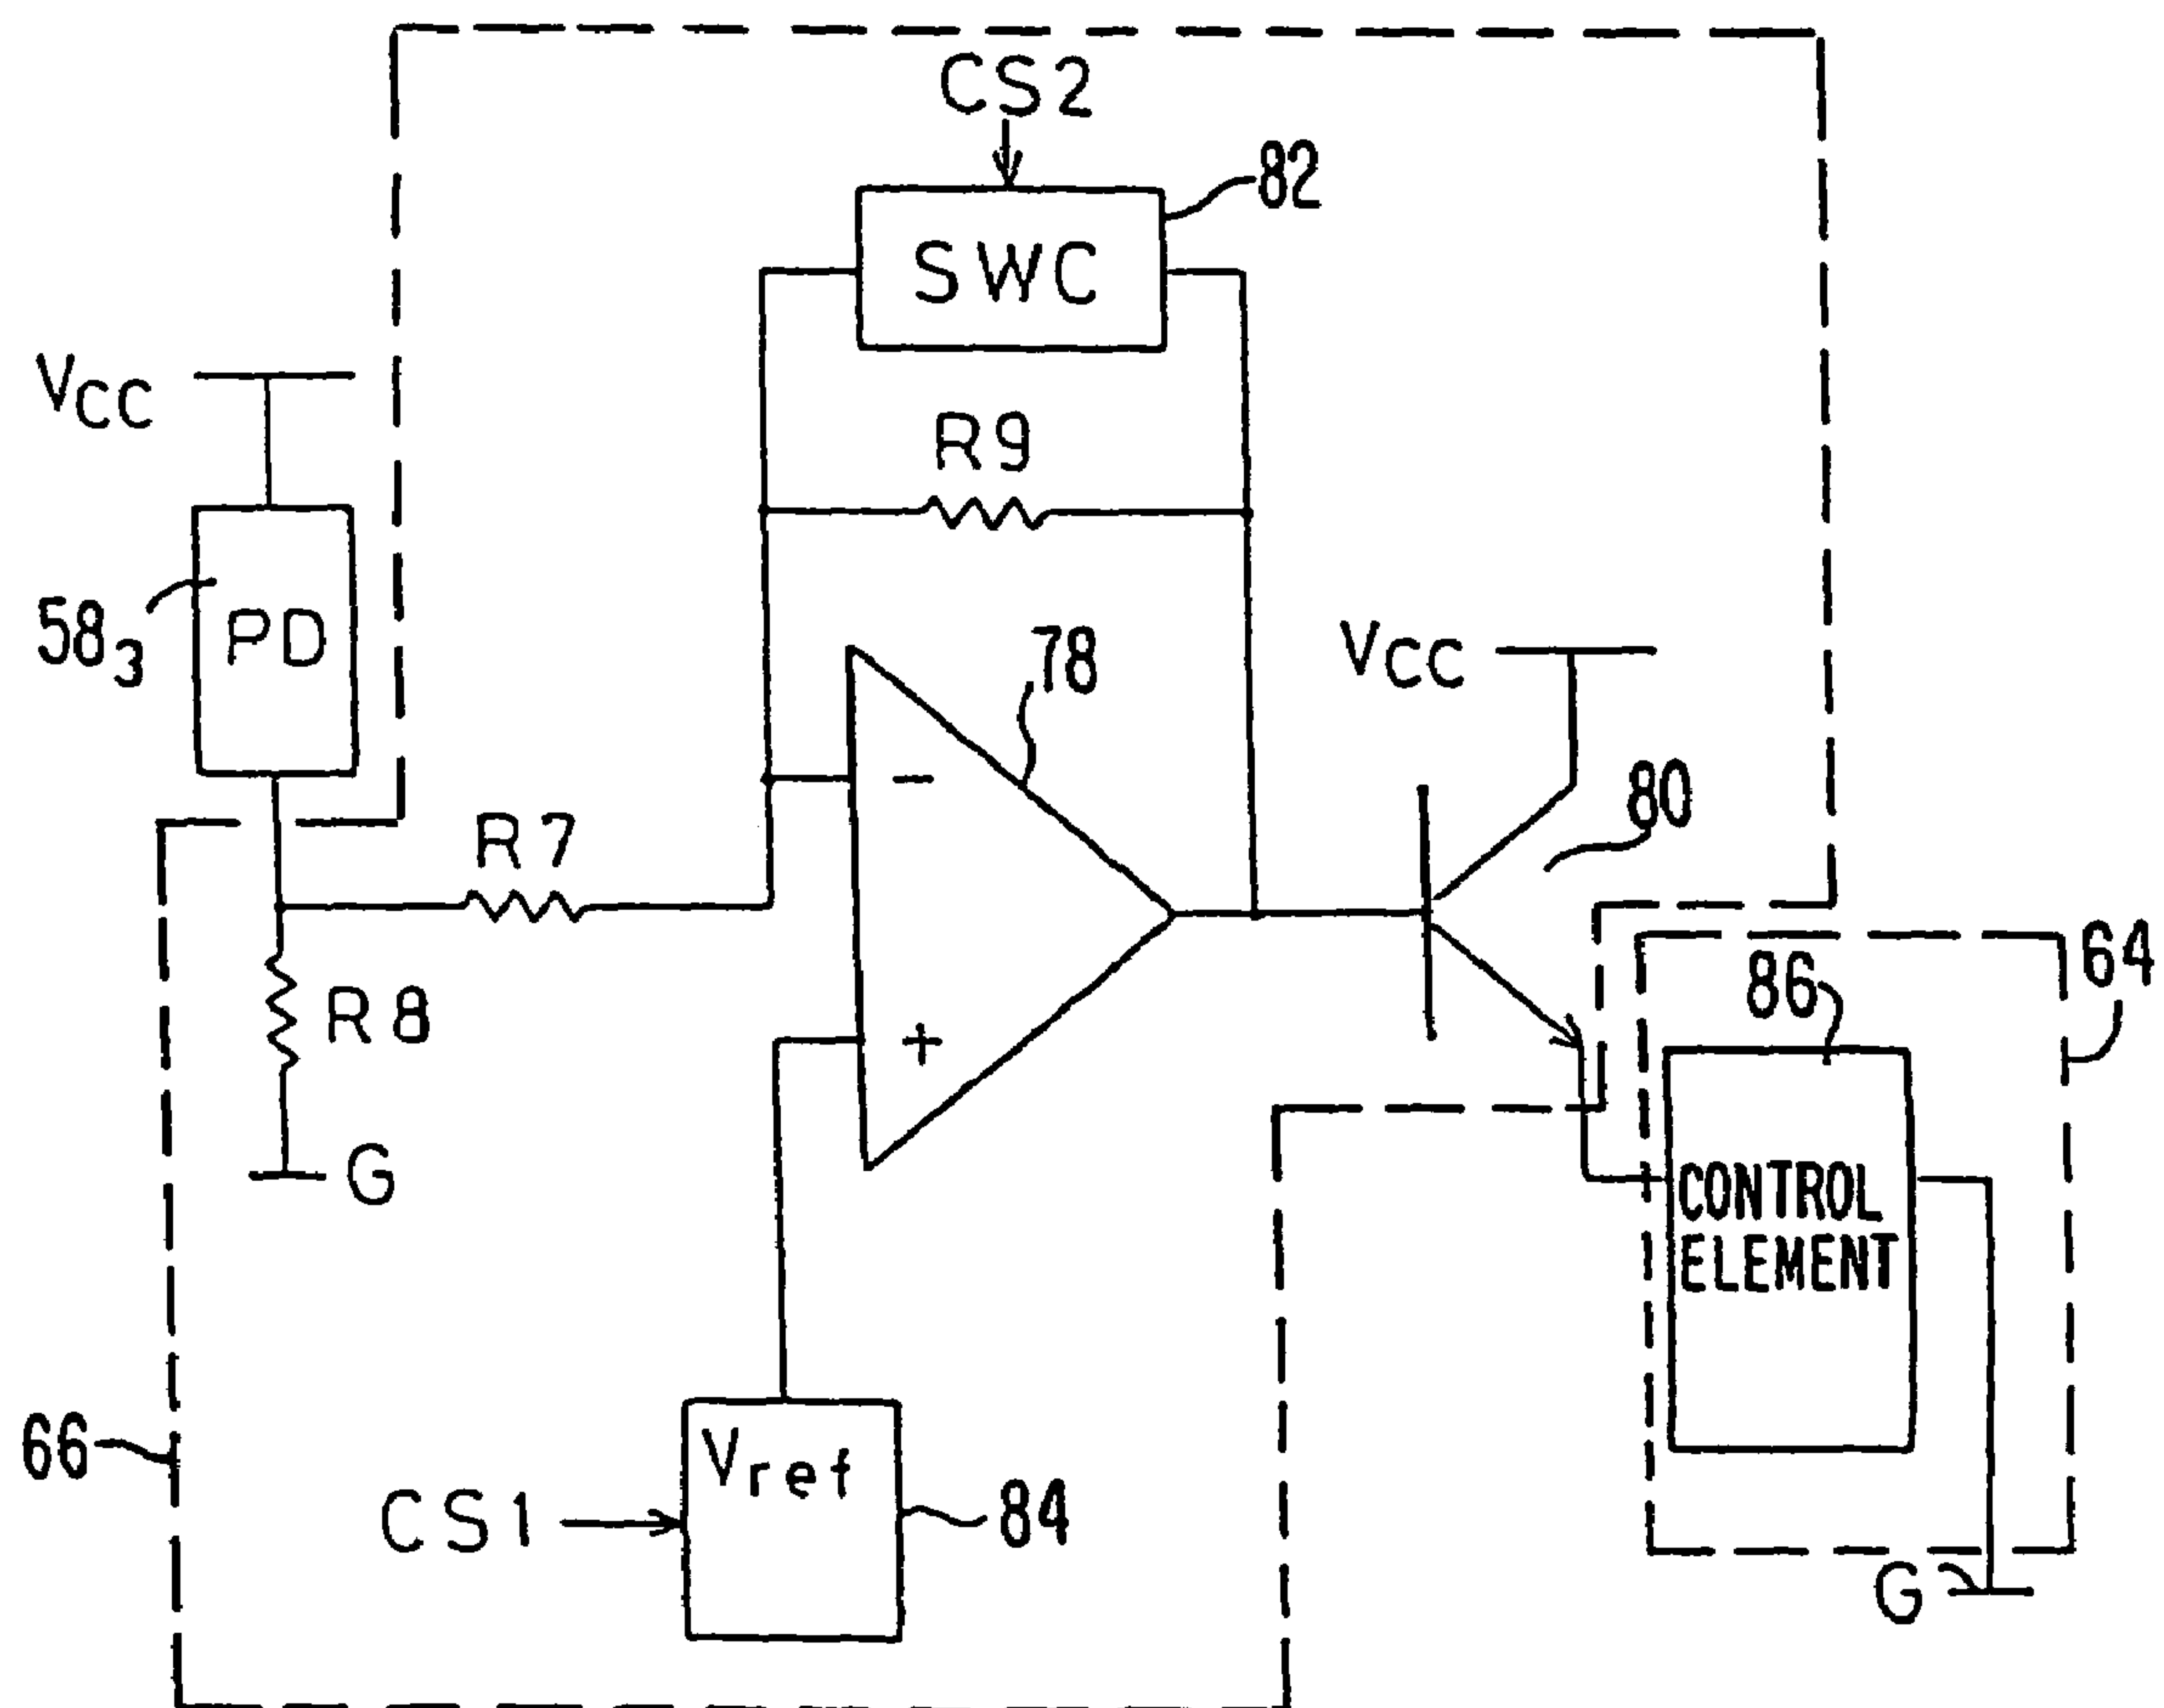 CS2
82
SWC
VCC
R9
583
PD
78
VCC
80
R7
64
86
R8
+
-
G
CONTROL
ELEMENT
66
Vref
CS1
84
G